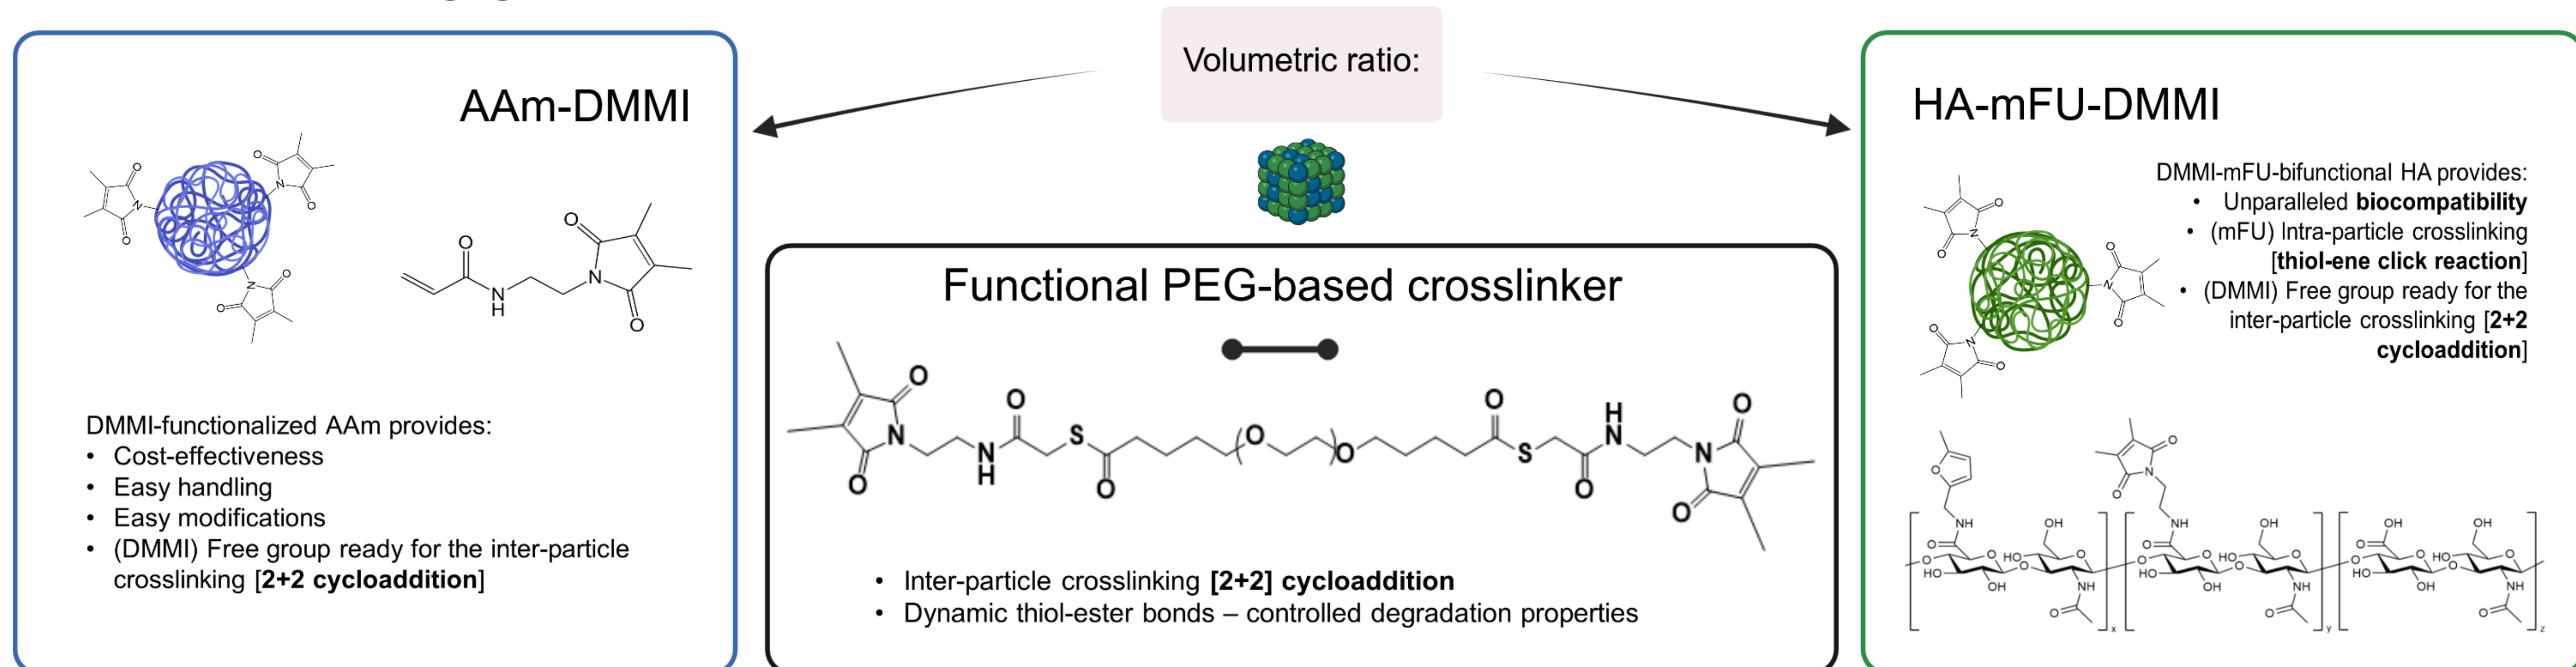 Volumetric ratio:
AAm-DMMI
DMMI-functionalized AAm provides:
• Cost-effectiveness
• Easy handling
• Easy modifications
• (DMMI) Free group ready for the inter-particle
crosslinking [2+2 cycloaddition]
Functional PEG-based crosslinker
• Inter-particle crosslinking [2+2] cycloaddition
• Dynamic thiol-ester bonds – controlled degradation properties
HA-mFU-DMMI
DMMI-mFU-bifunctional HA provides:
• Unparalleled biocompatibility
• (mFU) Intra-particle crosslinking
[thiol-ene click reaction]
• (DMMI) Free group ready for the
inter-particle crosslinking [2+2
cycloaddition]